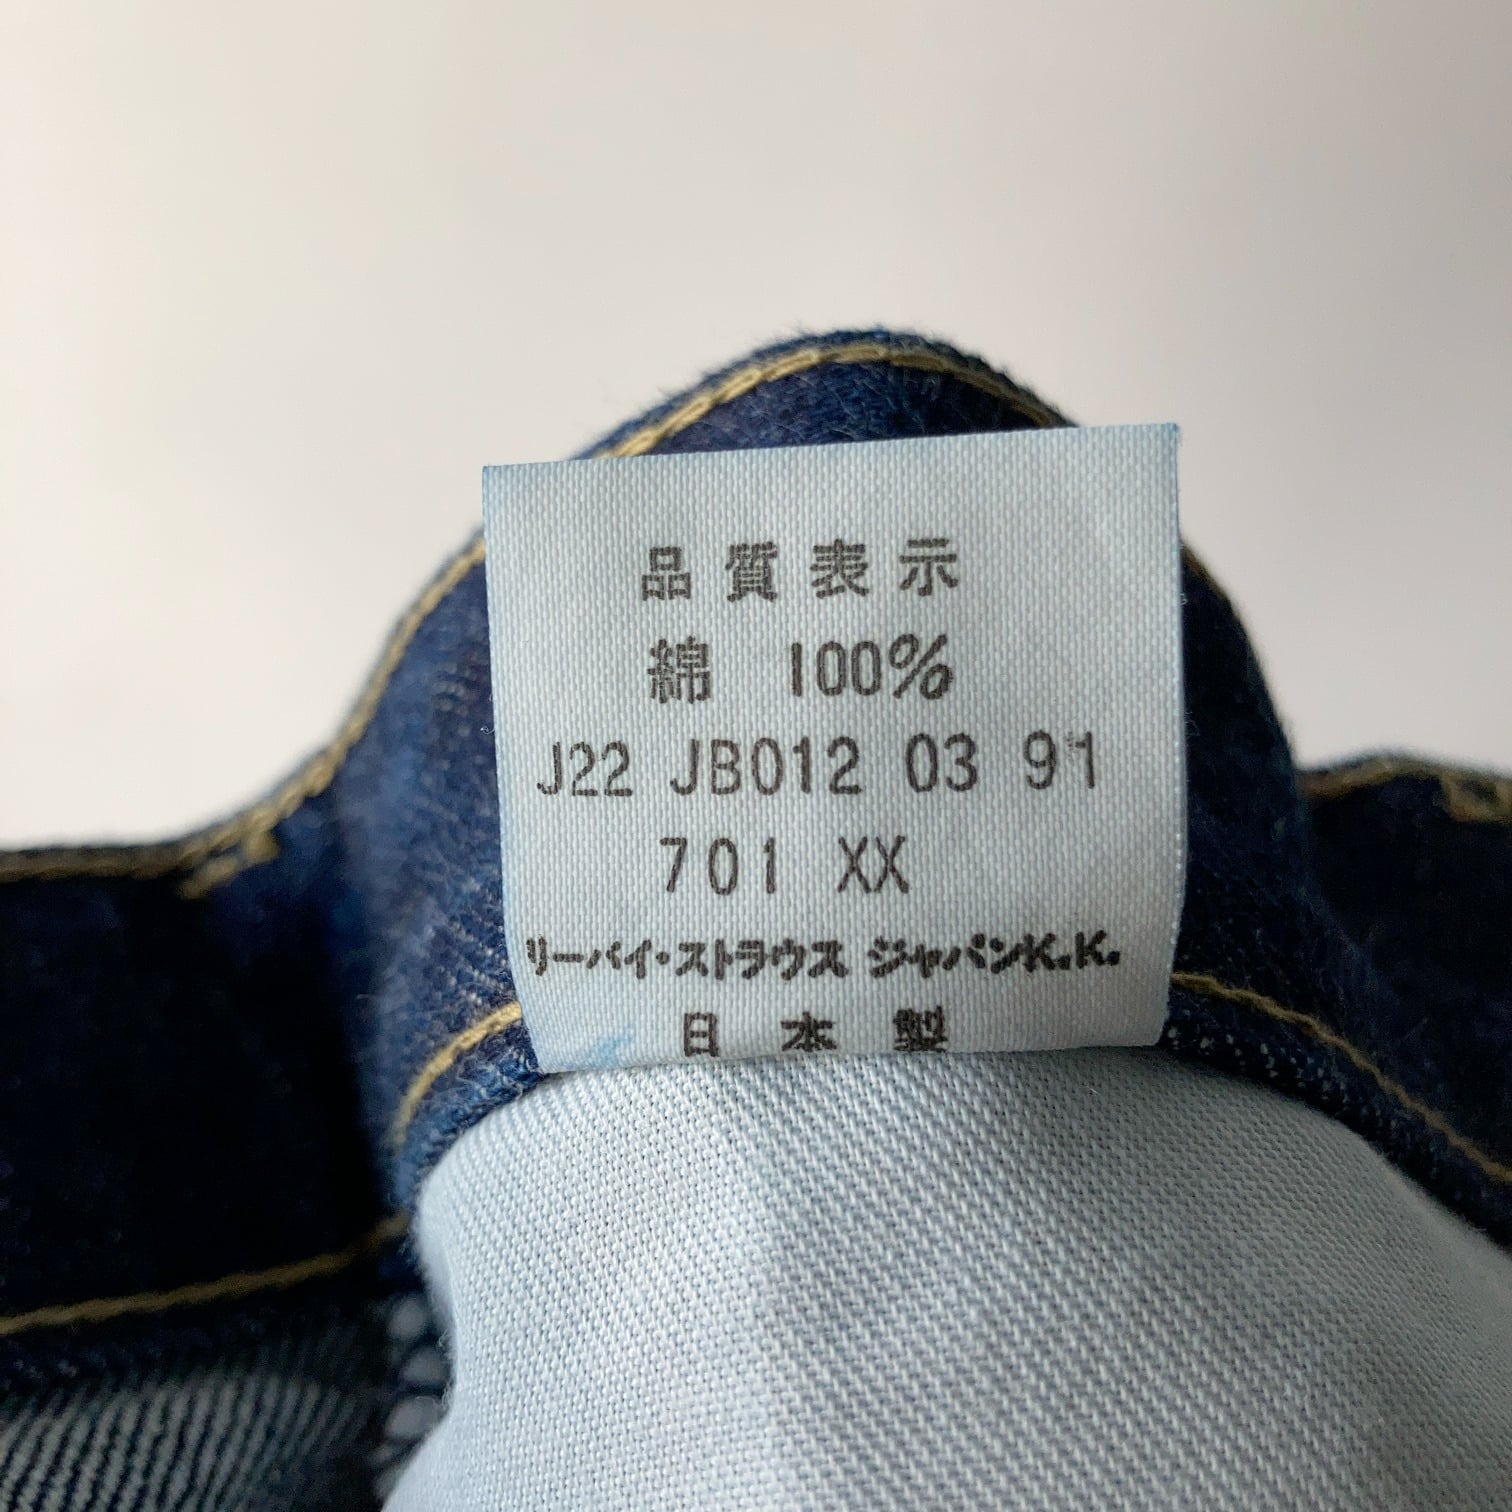 品質表示
綿 100%
J22 JB012 03 91
701 XX
リーバイ・ストラウス ジャパンK.K.
日本製